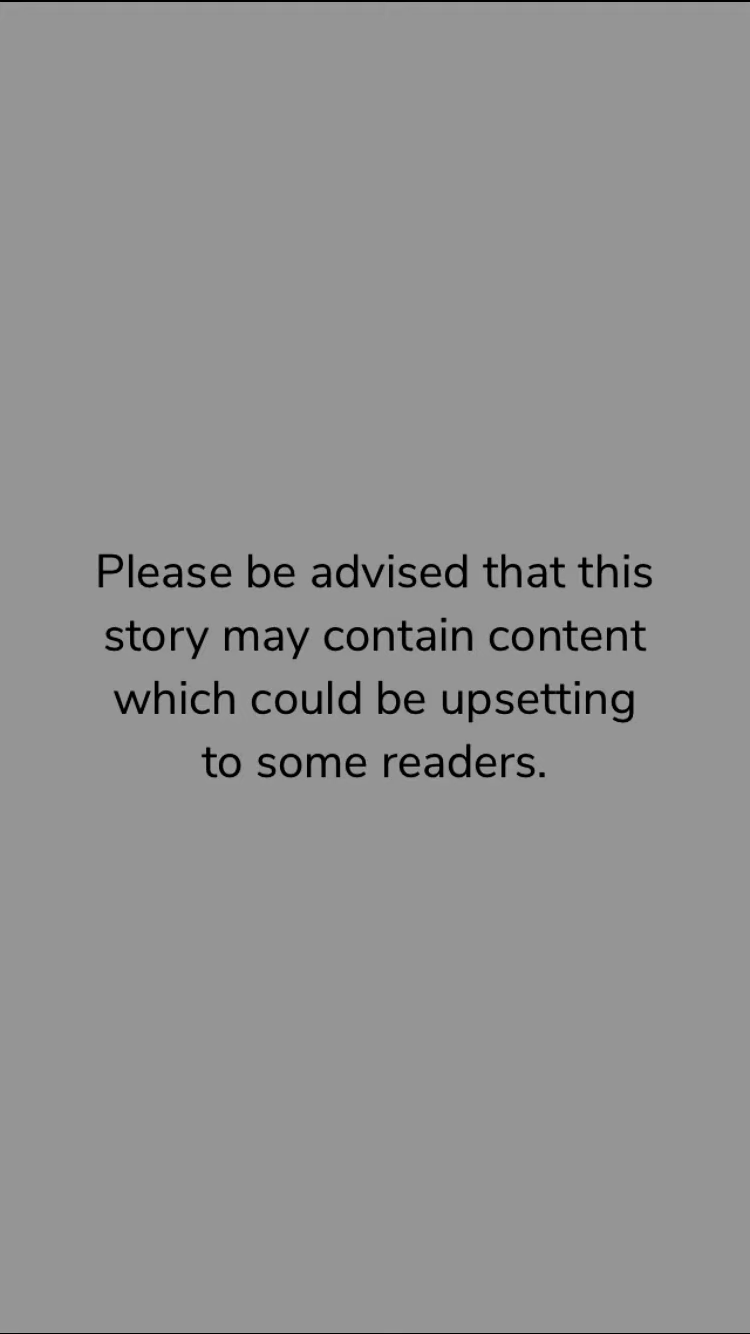 Please be advised that this
story may contain content
which could be upsetting
to some readers.